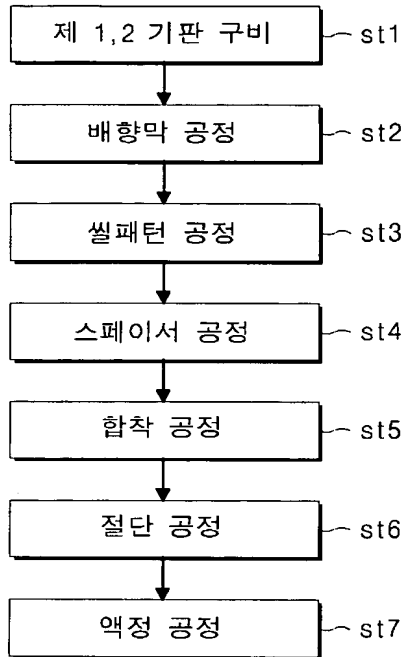 제 1,2 기판 구비 st1
배향막 공정 st2
씰패턴 공정 st3
스페이서 공정 st4
합착 공정 st5
절단 공정 st6
액정 공정 st7